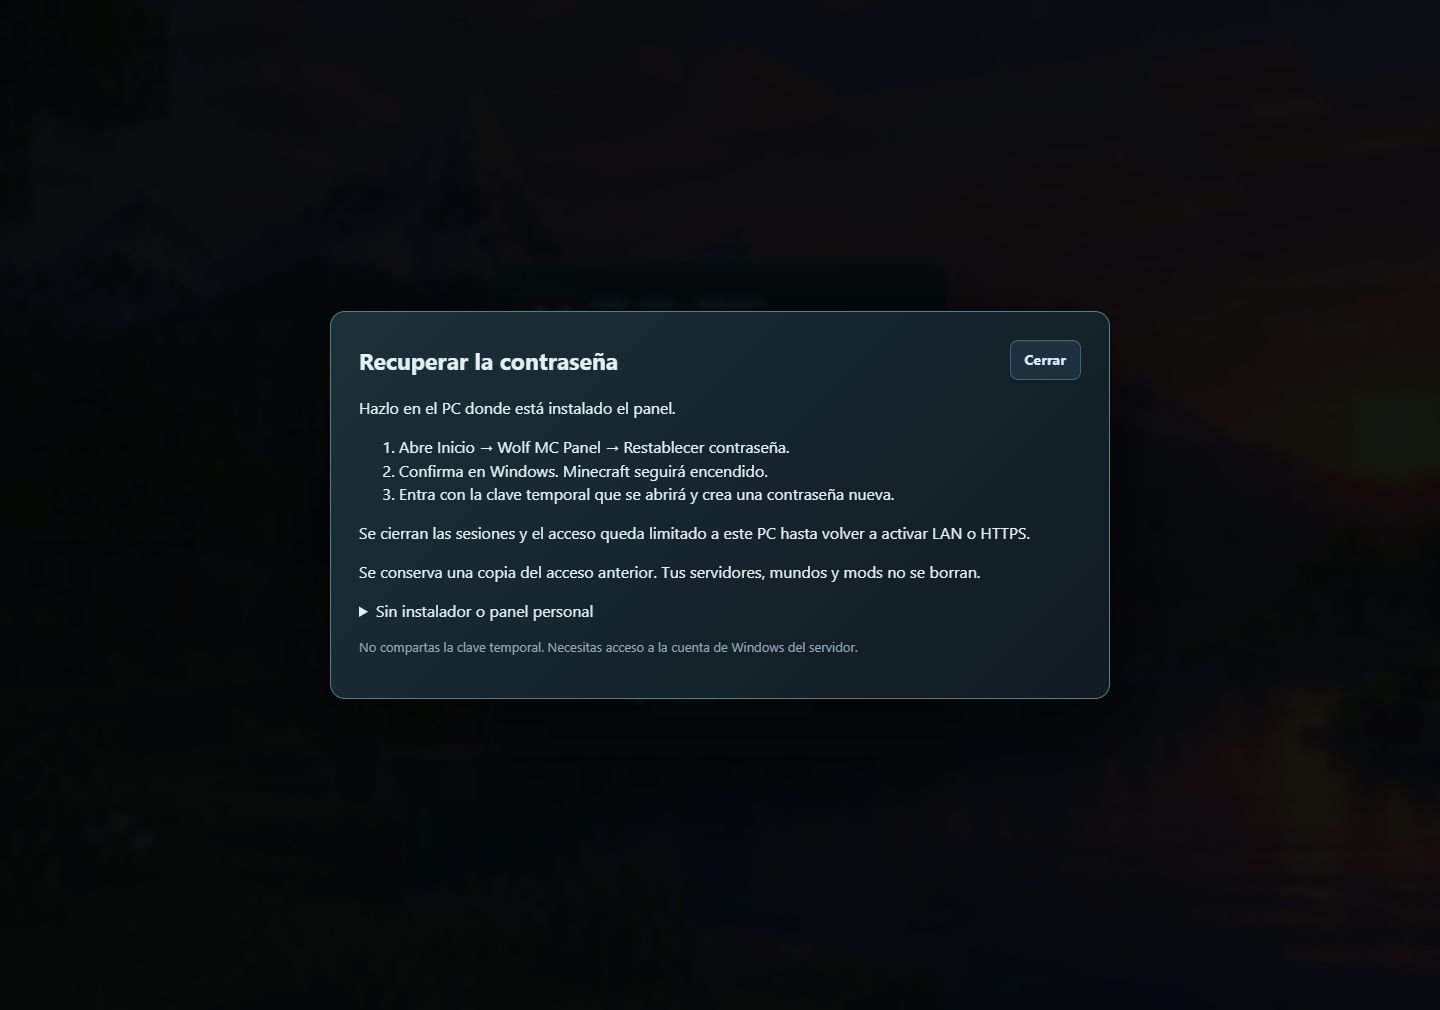 Recuperar la contraseña
Cerrar
Hazlo en el PC donde está instalado el panel.
1. Abre Inicio → Wolf MC Panel → Restablecer contraseña.
2. Confirma en Windows. Minecraft seguirá encendido.
3. Entra con la clave temporal que se abrirá y crea una contraseña nueva.
Se cierran las sesiones y el acceso queda limitado a este PC hasta volver a activar LAN o HTTPS.
Se conserva una copia del acceso anterior. Tus servidores, mundos y mods no se borran.
▶ Sin instalador o panel personal
No compartas la clave temporal. Necesitas acceso a la cuenta de Windows del servidor.